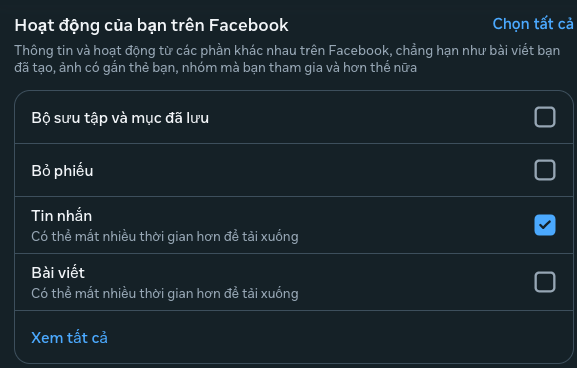 Hoạt động của bạn trên Facebook
Chọn tất cả
Thông tin và hoạt động từ các phần khác nhau trên Facebook, chẳng hạn như bài viết bạn
đã tạo, ảnh có gắn thẻ bạn, nhóm mà bạn tham gia và hơn thế nữa
Bộ sưu tập và mục đã lưu
Bỏ phiếu
Tin nhắn
Có thể mất nhiều thời gian hơn để tải xuống
Bài viết
Có thể mất nhiều thời gian hơn để tải xuống
Xem tất cả